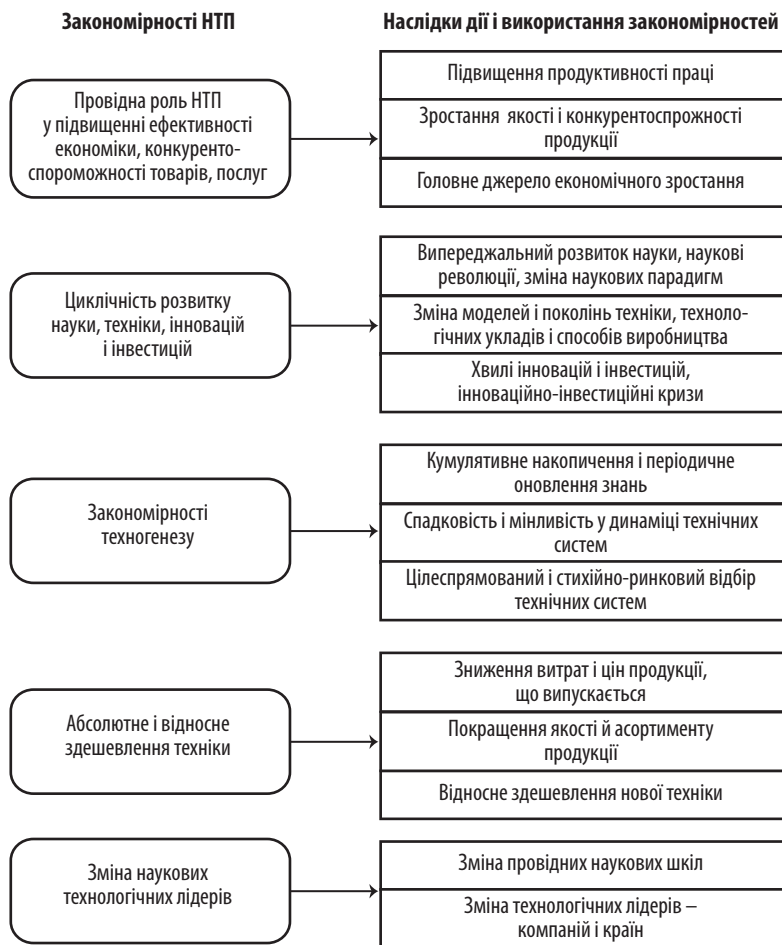 Закономірності НТП
Наслідки дії і використання закономірностей
Провідна роль НТП
у підвищенні ефективності
економіки, конкуренто-
спороможності товарів, послуг
Підвищення продуктивності праці
Зростання якості і конкурентоспрожності
продукції
Головне джерело економічного зростання
Циклічність розвитку
науки, техніки, інновацій
і інвестицій
Випереджальний розвиток науки, наукові
революції, зміна наукових парадигм
Зміна моделей і поколінь техніки, техноло-
гічних укладів і способів виробництва
Хвилі інновацій і інвестицій,
інноваційно-інвестиційні кризи
Закономірності
техногенезу
Кумулятивне накопичення і періодичне
оновлення знань
Спадковість і мінливість у динаміці технічних
систем
Цілеспрямований і стихійно-ринковий відбір
технічних систем
Абсолютне і відносне
здешевлення техніки
Зниження витрат і цін продукції,
що випускається
Покращення якості й асортименту
продукції
Відносне здешевлення нової техніки
Зміна наукових
технологічних лідерів
Зміна провідних наукових шкіл
Зміна технологічних лідерів –
компаній і країн